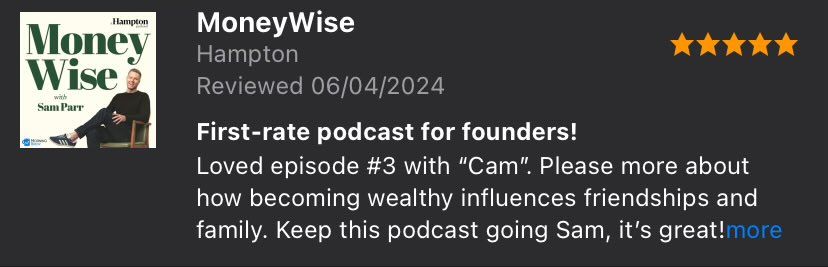 A Hampton
Money
Wise
with
Sam Parr
MoneyWise
Hampton
Reviewed 06/04/2024
First-rate podcast for founders!
Loved episode #3 with “Cam”. Please more about
how becoming wealthy influences friendships and
family. Keep this podcast going Sam, it’s great!more